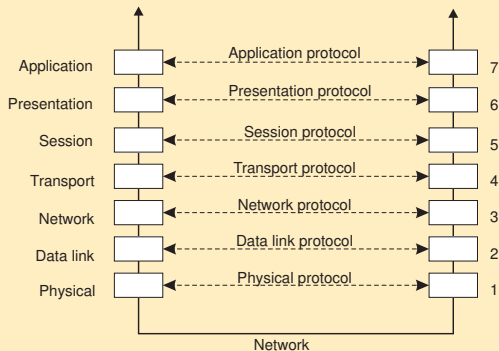 Application Application protocol 7
Presentation Presentation protocol 6
Session Session protocol 5
Transport Transport protocol 4
Network Network protocol 3
Data link Data link protocol 2
Physical Physical protocol 1
Network